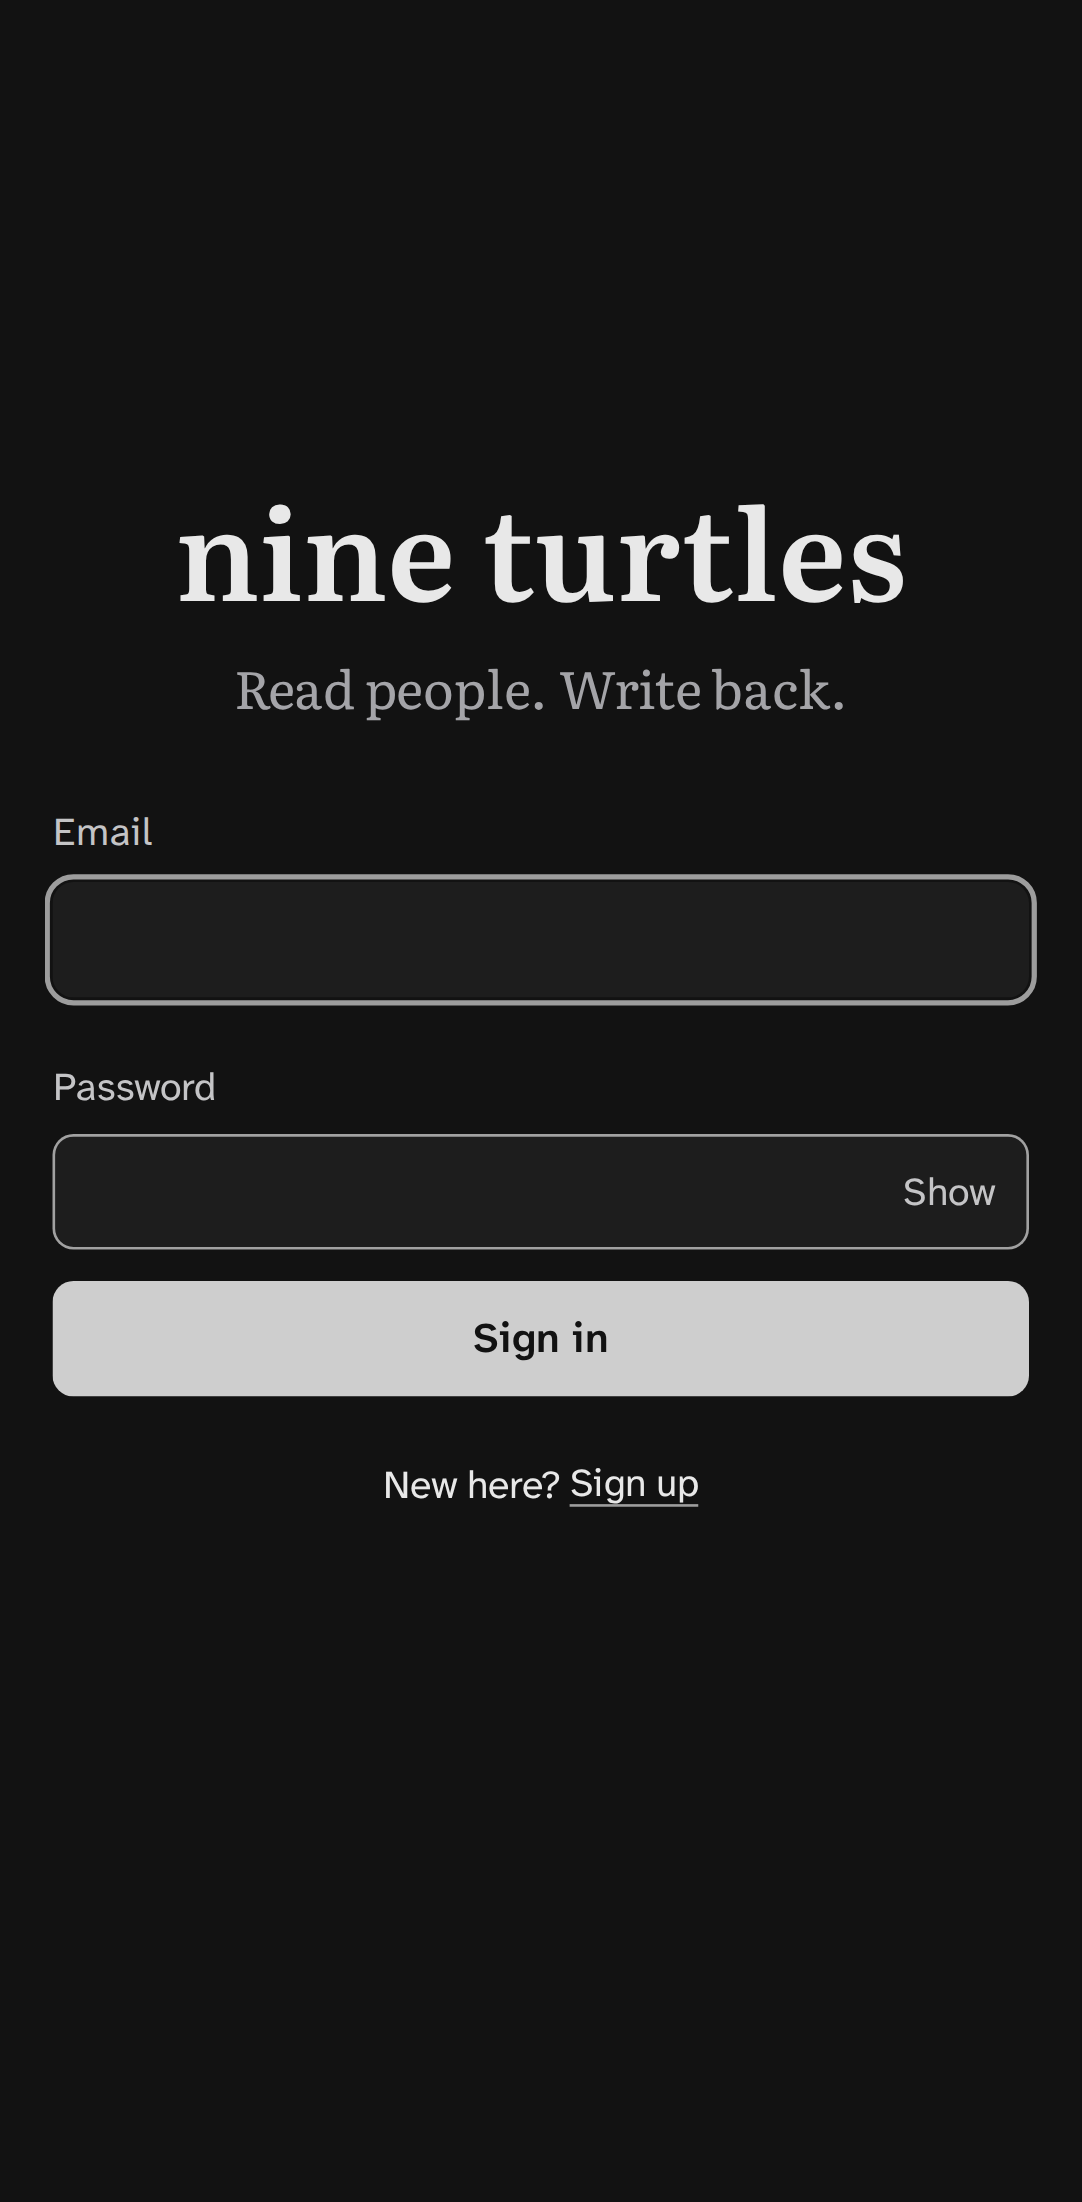 nine turtles
Read people. Write back.
Email
Password
Show
Sign in
New here? Sign up